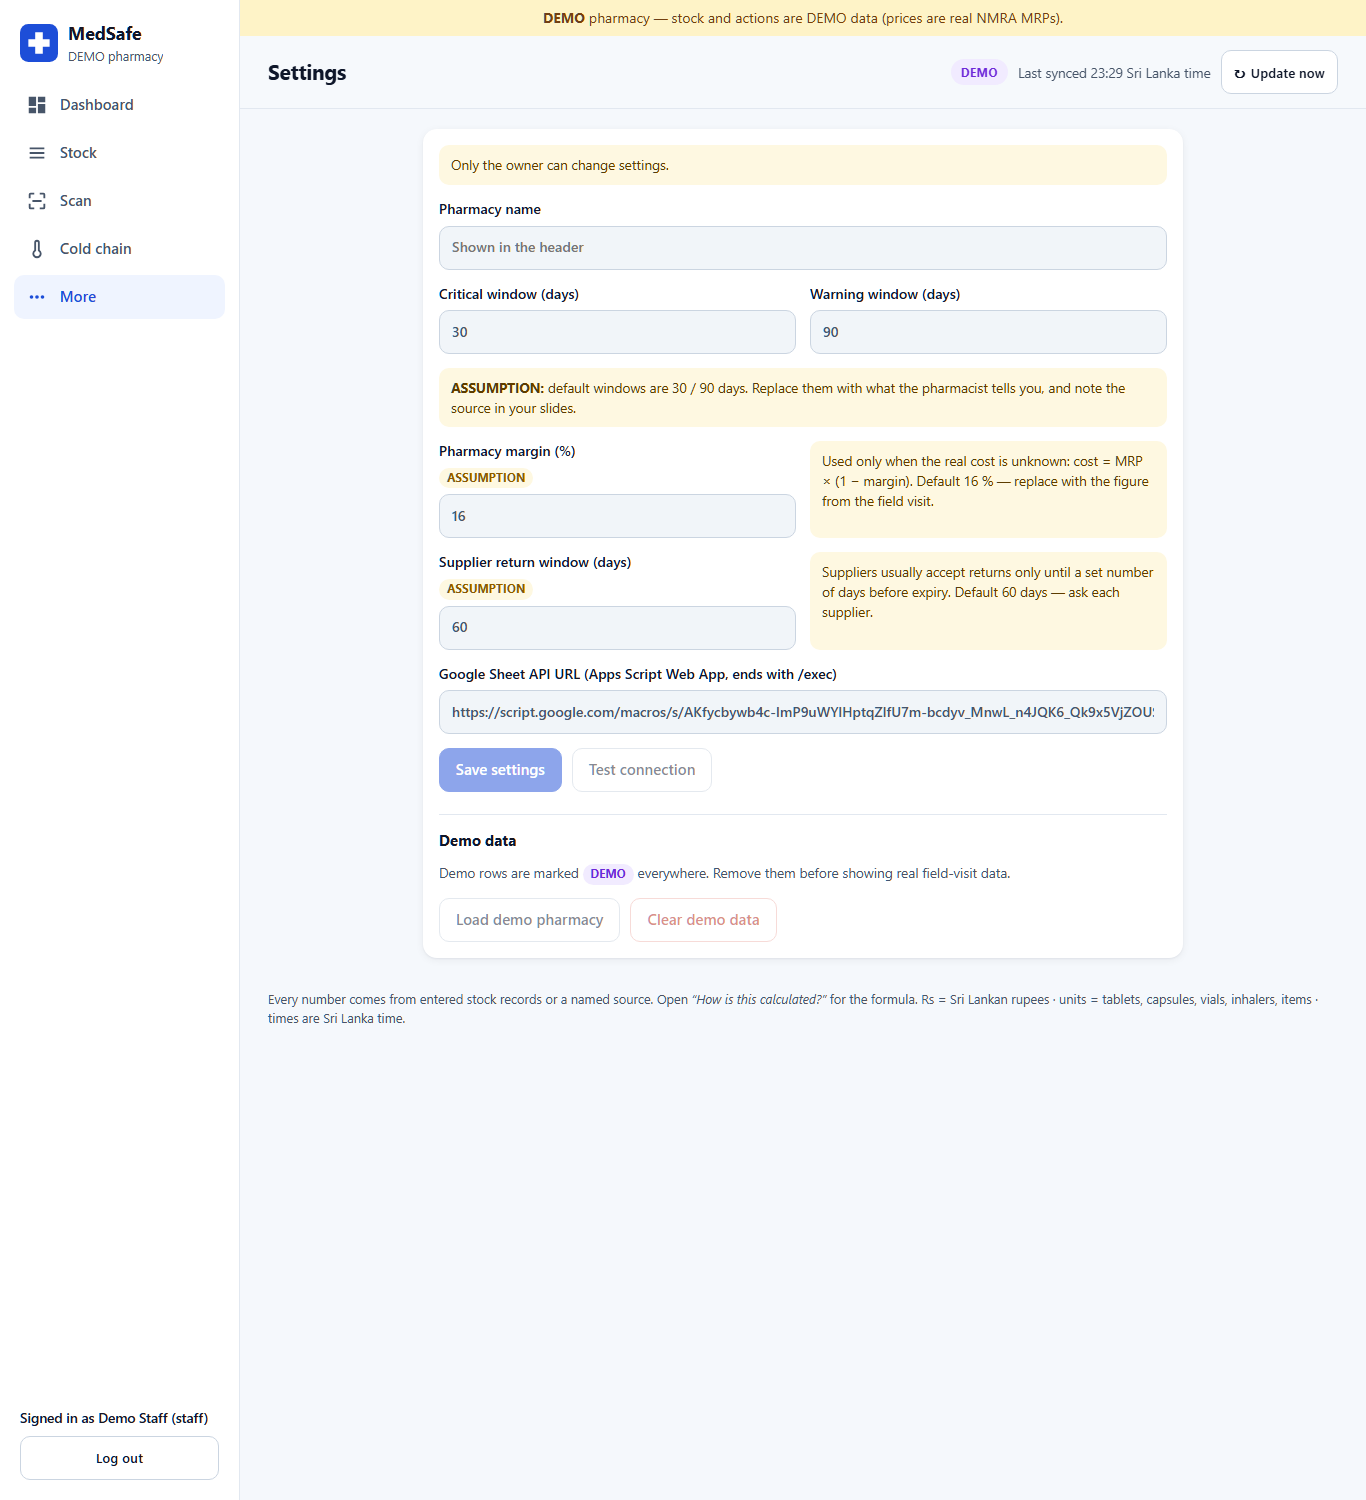 DEMO pharmacy — stock and actions are DEMO data (prices are real NMRA MRPs).
MedSafe
DEMO pharmacy
Dashboard
Stock
Scan
Cold chain
More
Signed in as Demo Staff (staff)
Log out
Settings
DEMO
Last synced 23:29 Sri Lanka time
↻ Update now
Only the owner can change settings.
Pharmacy name
Shown in the header
Critical window (days)
Warning window (days)
30
90
ASSUMPTION: default windows are 30 / 90 days. Replace them with what the pharmacist tells you, and note the
source in your slides.
Pharmacy margin (%)
ASSUMPTION
16
Used only when the real cost is unknown: cost = MRP
× (1 − margin). Default 16 % — replace with the figure
from the field visit.
Supplier return window (days)
ASSUMPTION
60
Suppliers usually accept returns only until a set number
of days before expiry. Default 60 days — ask each
supplier.
Google Sheet API URL (Apps Script Web App, ends with /exec)
Save settings
Test connection
Demo data
Demo rows are marked DEMO everywhere. Remove them before showing real field-visit data.
Load demo pharmacy
Clear demo data
Every number comes from entered stock records or a named source. Open “How is this calculated?” for the formula. Rs = Sri Lankan rupees · units = tablets, capsules, vials, inhalers, items ·
times are Sri Lanka time.